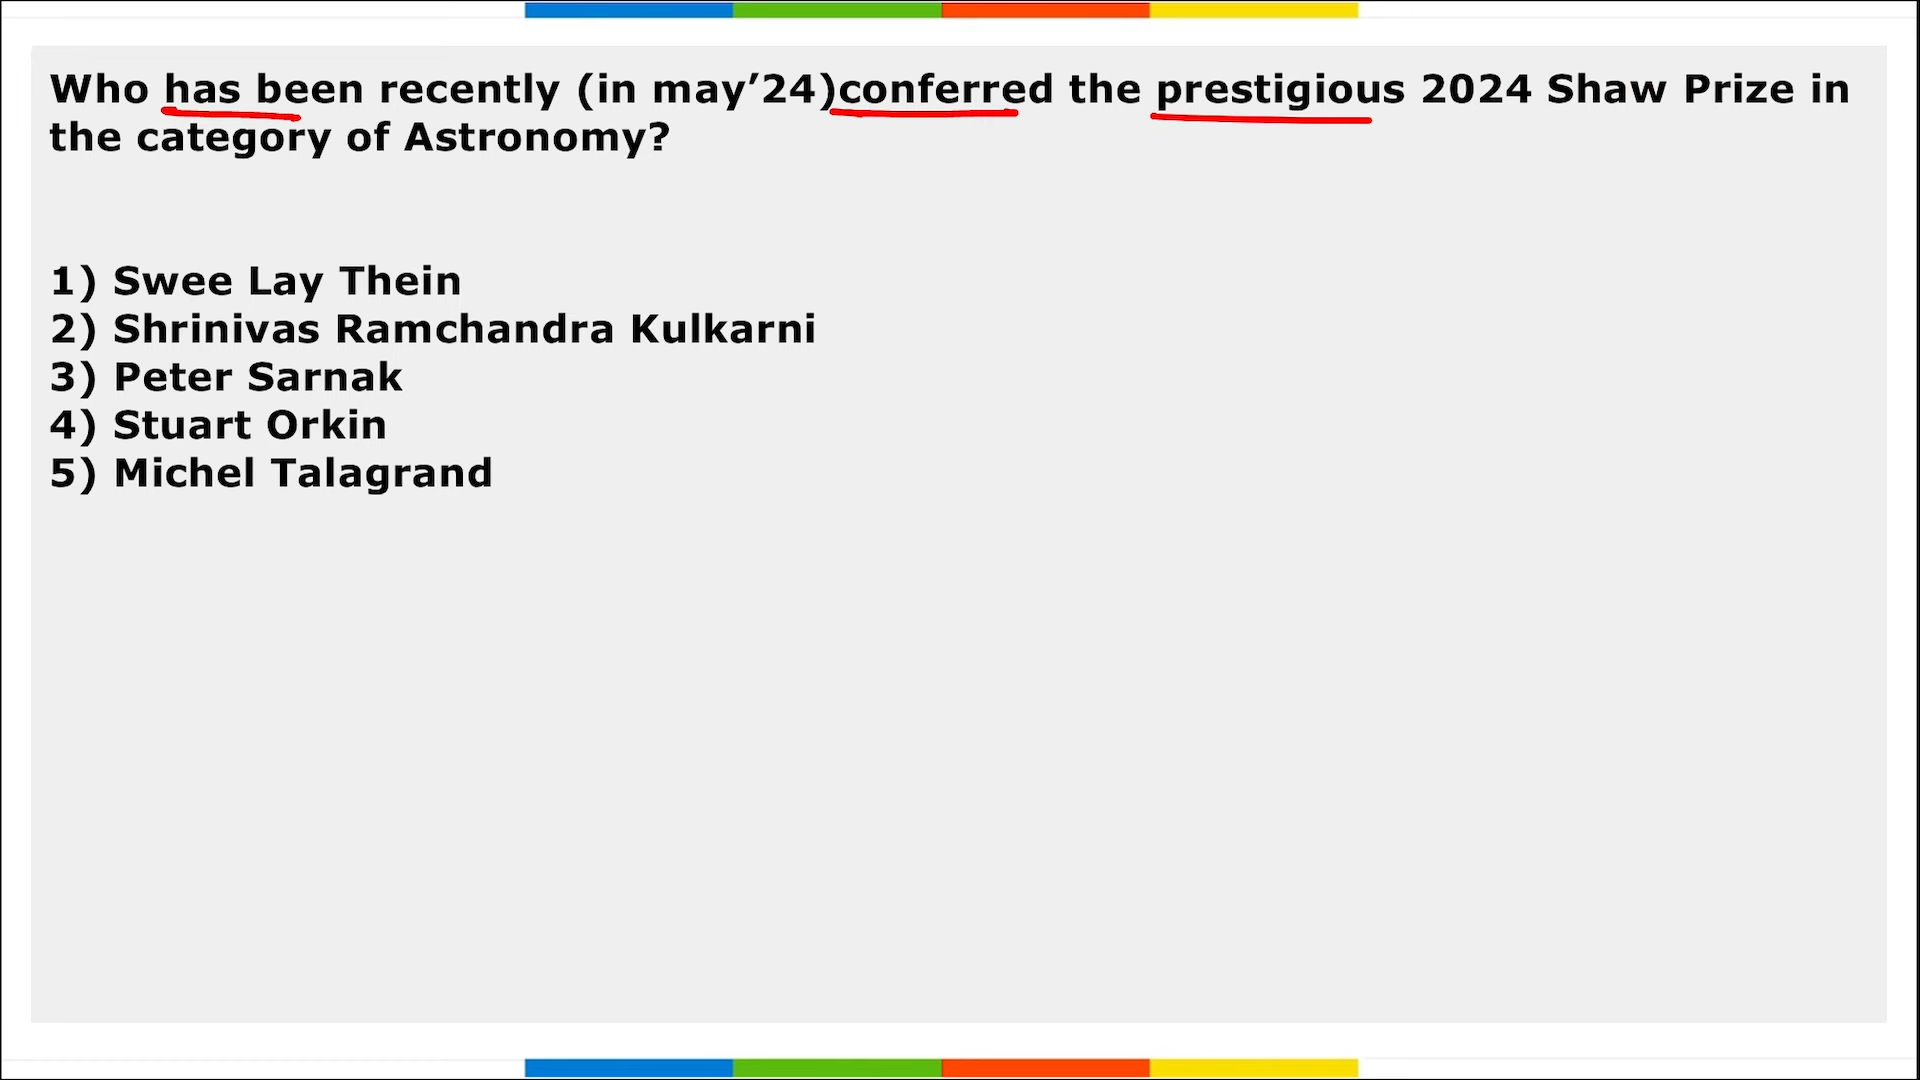 Who has been recently (in may’24)conferred the prestigious 2024 Shaw Prize in
the category of Astronomy?
1) Swee Lay Thein
2) Shrinivas Ramchandra Kulkarni
3) Peter Sarnak
4) Stuart Orkin
5) Michel Talagrand